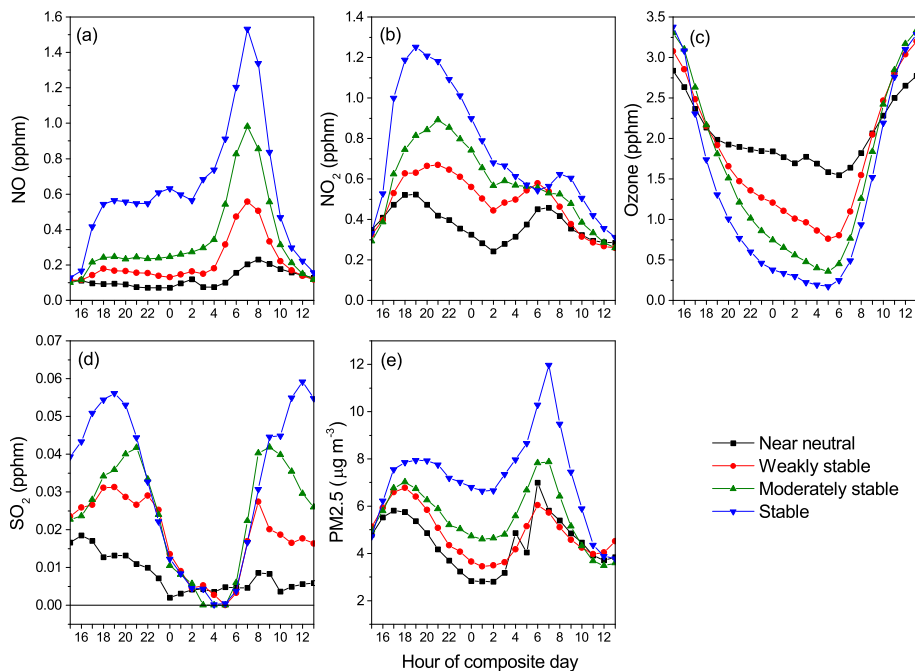 (a)
NO (pphm)
1.6
1.4
1.2
1.0
0.8
0.6
0.4
0.2
0.0
16 18 20 22 0 2 4 6 8 10 12
(b)
NO2 (pphm)
1.4
1.2
1.0
0.8
0.6
0.4
0.2
0.0
16 18 20 22 0 2 4 6 8 10 12
(c)
Ozone (ppmm)
3.5
3.0
2.5
2.0
1.5
1.0
0.5
0.0
16 18 20 22 0 2 4 6 8 10 12
(d)
SO2 (pphm)
0.07
0.06
0.05
0.04
0.03
0.02
0.01
0.00
16 18 20 22 0 2 4 6 8 10 12
(e)
PM2.5 (μg m-3)
12
10
8
6
4
2
16 18 20 22 0 2 4 6 8 10 12
Hour of composite day
Near neutral
Weakly stable
Moderately stable
Stable